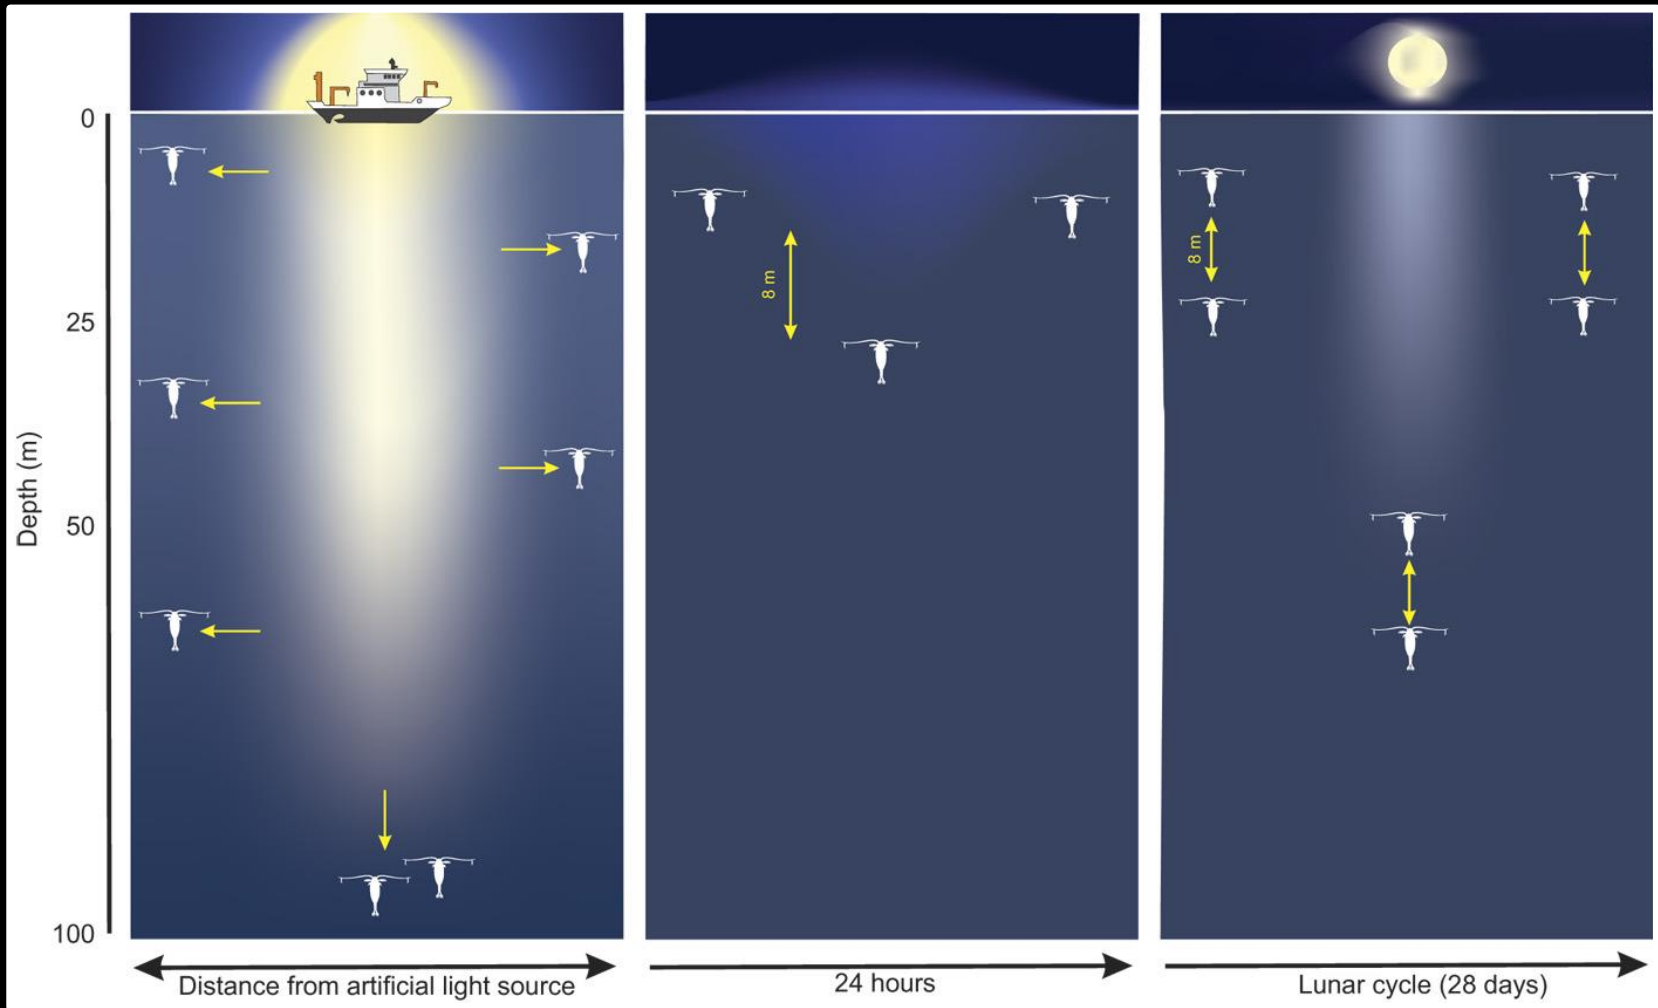 Depth (m)
0
25
50
100
8 m
8 m
Distance from artificial light source
24 hours
Lunar cycle (28 days)